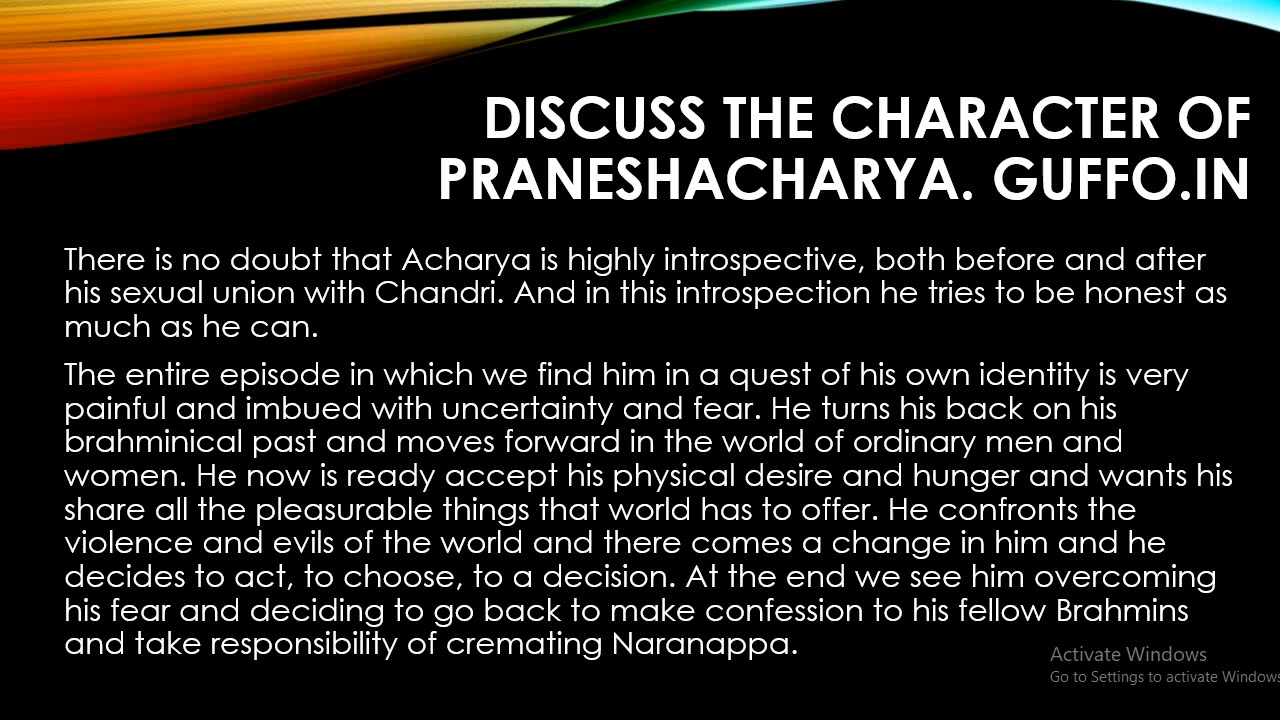 DISCUSS THE CHARACTER OF
PRANESHACHARYA. GUFFO.IN
There is no doubt that Acharya is highly introspective, both before and after
his sexual union with Chandri. And in this introspection he tries to be honest as
much as he can.
The entire episode in which we find him in a quest of his own identity is very
painful and imbued with uncertainty and fear. He turns his back on his
brahminical past and moves forward in the world of ordinary men and
women. He now is ready accept his physical desire and hunger and wants his
share all the pleasurable things that world has to offer. He confronts the
violence and evils of the world and there comes a change in him and he
decides to act, to choose, to a decision. At the end we see him overcoming
his fear and deciding to go back to make confession to his fellow Brahmins
and take responsibility of cremating Naranappa.
Activate Windows
Go to Settings to activate Windows